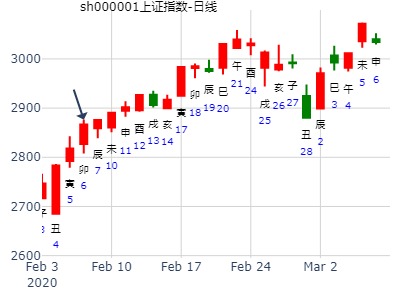 sh000001上证指数-日线
3000
2900
2800
2700
2600
丑
4
寅
5
卯
6
辰
7
未
10
申
11
酉
12
戌
13
亥
14
寅
17
卯
18
辰
19
巳
20
午
21
酉
24
戌
25
亥
26
子
27
丑
28
辰
2
巳
3
午
4
未
5
申
6
Feb 3
2020
Feb 10
Feb 17
Feb 24
Mar 2